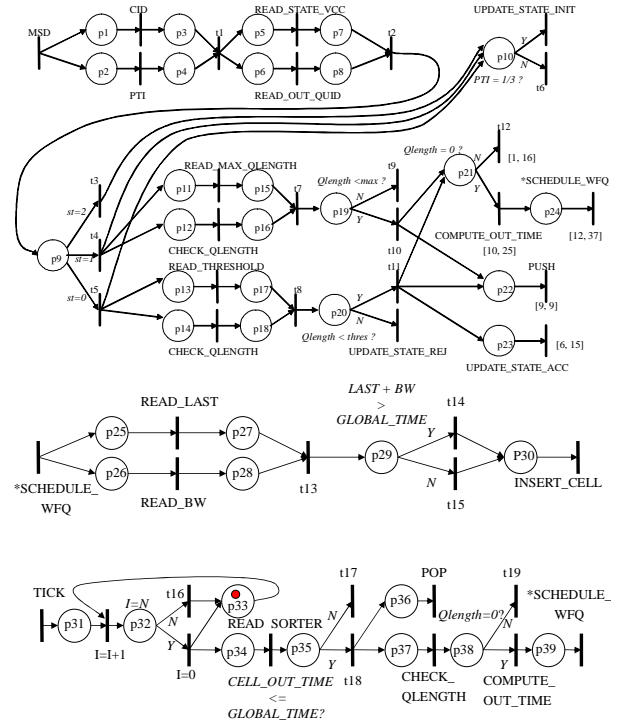 CID
READ_STATE_VCC
UPDATE_STATE_INIT
MSD
p1
p3
t1
p5
p7
t2
t5
p10
Y
N
p2
p4
p6
p8
PTI
READ_OUT_QUID
PTI = 1/3 ?
t6
t12
Qlength = 0 ?
[1, 16]
READ_MAX_QLENGTH
t9
N
p21
t3
p11
p15
t7
Qlength <max ?
N
Y
*SCHEDULE_WFQ
st=2
p19
Y
p24
t4
p12
p16
p9
st=1
CHECK_QLENGTH
t10
COMPUTE_OUT_TIME
[12, 37]
[10, 25]
READ_THRESHOLD
t11
PUSH
t5
p13
p17
t8
p22
st=0
p20
Y
N
[9, 9]
p14
p18
Qlength < thres ?
p23
[6, 15]
CHECK_QLENGTH
UPDATE_STATE_REJ
UPDATE_STATE_ACC
LAST + BW
>
GLOBAL_TIME
READ_LAST
t14
p25
p27
Y
p29
P30
p26
p28
N
*SCHEDULE_
WFQ
READ_BW
t13
t15
INSERT_CELL
TICK
t16
t17
POP
t19
*SCHEDULE_
WFQ
I=N
p33
p36
Qlength=0?
p31
p32
N
READ SORTER
N
N
Y
p34
p35
Y
p37
p38
Y
p39
I=I+1
I=0
CELL_OUT_TIME
<=
GLOBAL_TIME?
t18
CHECK_
QLENGTH
COMPUTE_
OUT_TIME